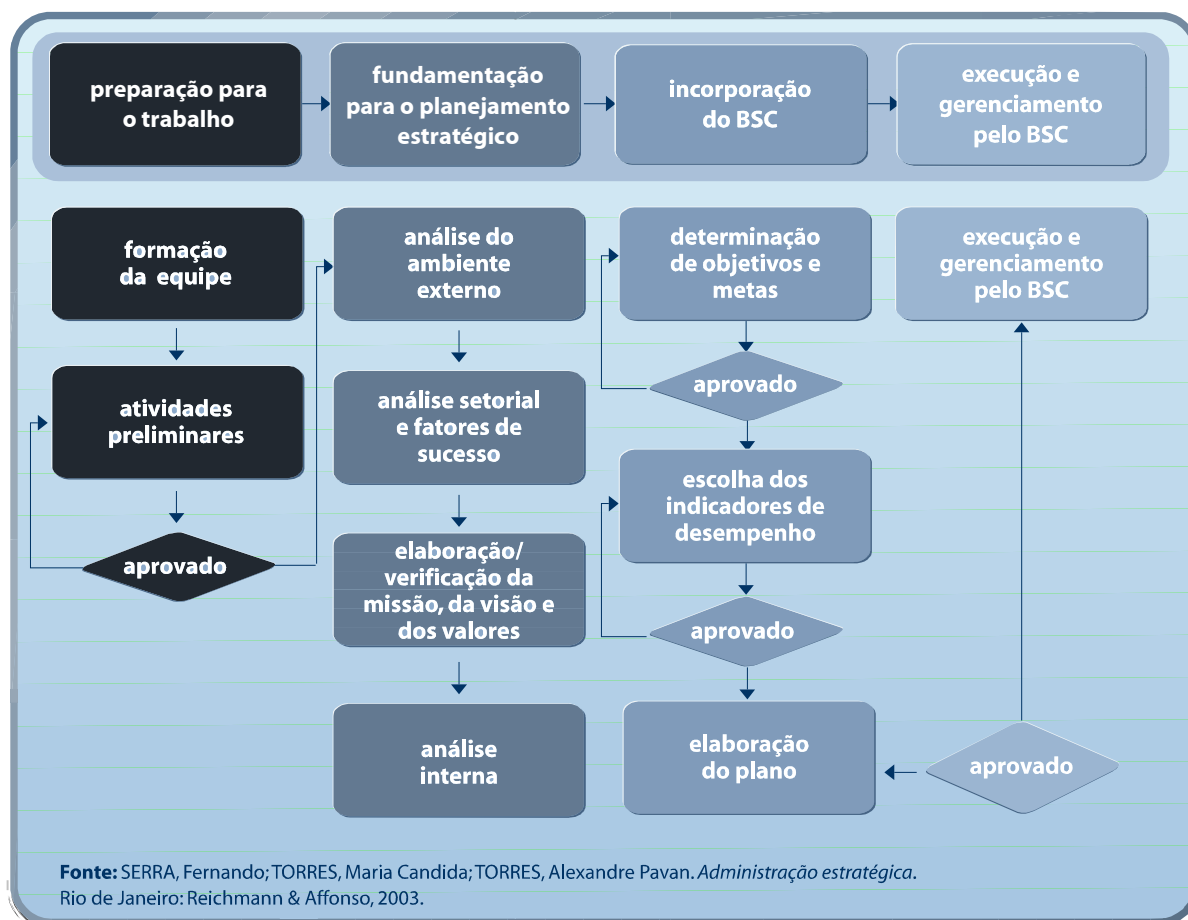 preparação para
o trabalho
fundamentação
para o planejamento
estratégico
incorporação
do BSC
execução e
gerenciamento
pelo BSC
formação
da equipe
atividades
preliminares
aprovado
análise do
ambiente
externo
análise setorial
e fatores de
sucesso
elaboração/
verificação da
missão, da visão e
dos valores
análise
interna
determinação
de objetivos e
metas
aprovado
escolha dos
indicadores de
desempenho
aprovado
elaboração
do plano
execução e
gerenciamento
pelo BSC
aprovado
Fonte: SERRA, Fernando; TORRES, Maria Candida; TORRES, Alexandre Pavan. Administração estratégica.
Rio de Janeiro: Reichmann & Affonso, 2003.